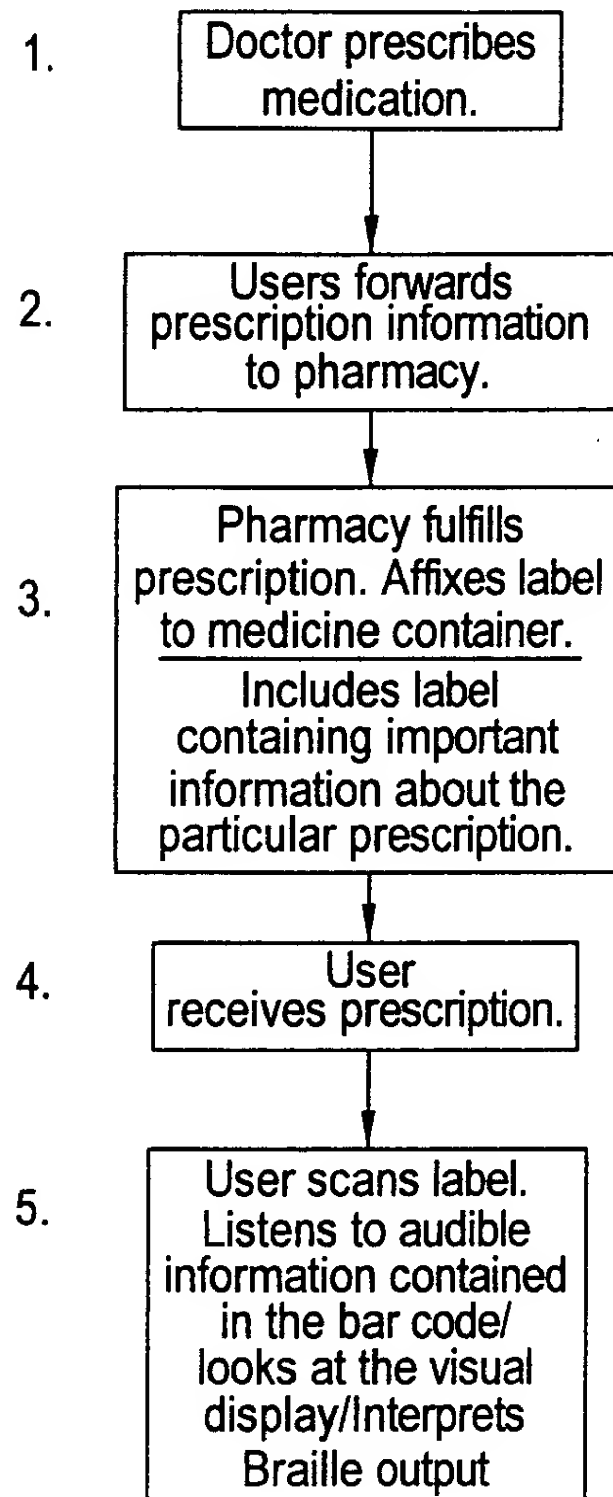 1.
Doctor prescribes
medication.
2.
Users forwards
prescription information
to pharmacy.
3.
Pharmacy fulfills
prescription. Affixes label
to medicine container.
Includes label
containing important
information about the
particular prescription.
4.
User
receives prescription.
5.
User scans label.
Listens to audible
information contained
in the bar code/
looks at the visual
display/Interprets
Braille output